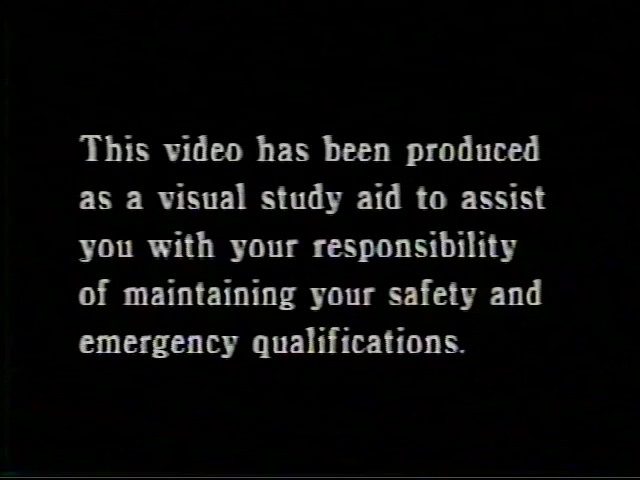 This video has been produced
as a visual study aid to assist
you with your responsibility
of maintaining your safety and
emergency qualifications.